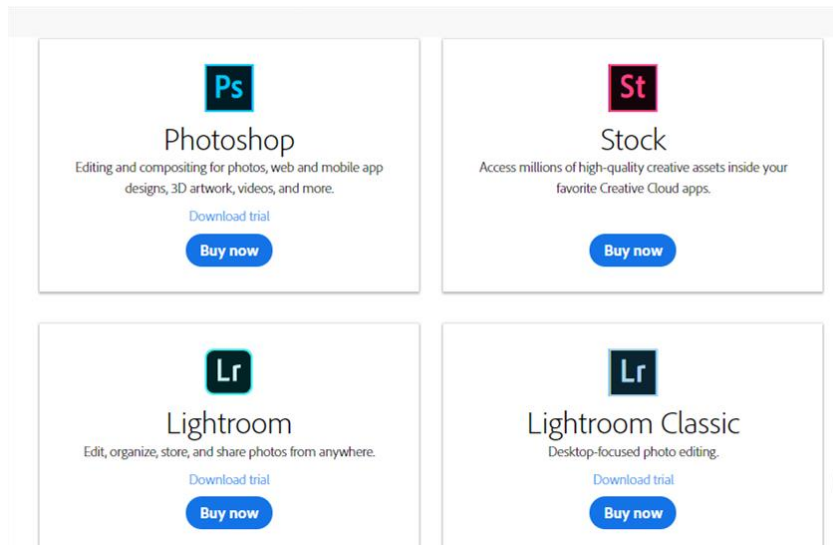 Ps
Photoshop
Editing and compositing for photos, web and mobile app
designs, 3D artwork, videos, and more.
Download trial
Buy now
St
Stock
Access millions of high-quality creative assets inside your
favorite Creative Cloud apps.
Buy now
Lr
Lightroom
Edit, organize, store, and share photos from anywhere.
Download trial
Buy now
Lr
Lightroom Classic
Desktop-focused photo editing.
Download trial
Buy now